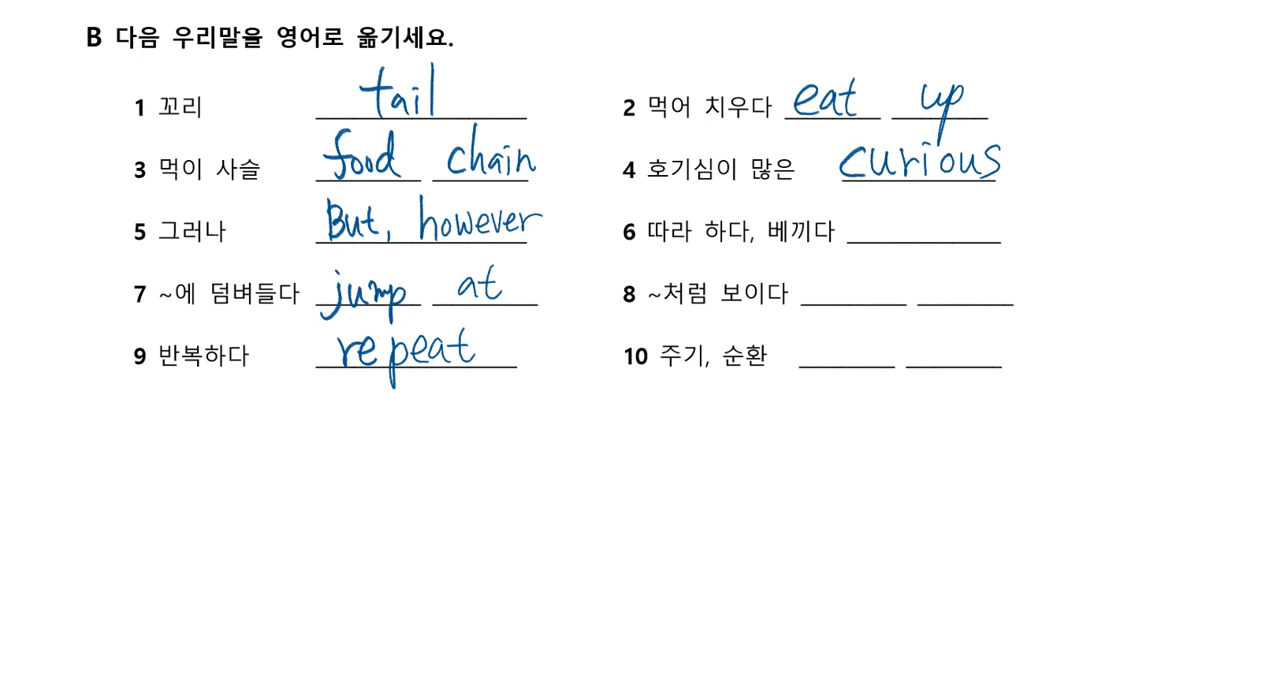 B 다음 우리말을 영어로 옮기세요.
1 꼬리 tail 2 먹어 치우다 eat up
3 먹이 사슬 food chain 4 호기심이 많은 curious
5 그러나 But, however 6 따라 하다, 베끼다
7 ~에 덤벼들다 jump at 8 ~처럼 보이다
9 반복하다 repeat 10 주기, 순환